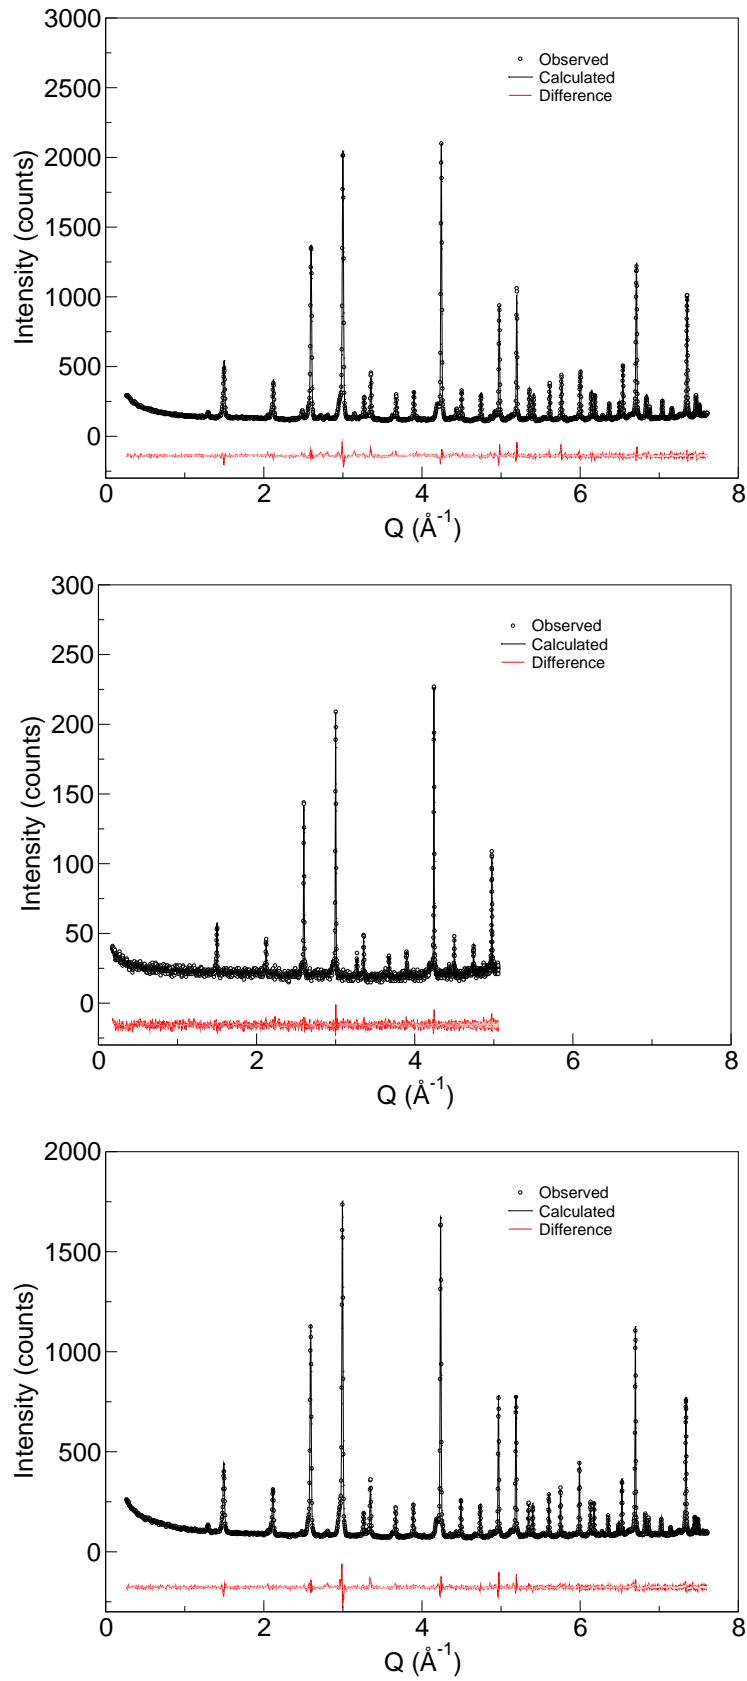 3000
2500
2000
1500
1000
500
0
Intensity (counts)
Observed
Calculated
Difference
0 2 4 6 8
Q (Å-1)
300
250
200
150
100
50
0
Intensity (counts)
Observed
Calculated
Difference
0 2 4 6 8
Q (Å-1)
2000
1500
1000
500
0
Intensity (counts)
Observed
Calculated
Difference
0 2 4 6 8
Q (Å-1)